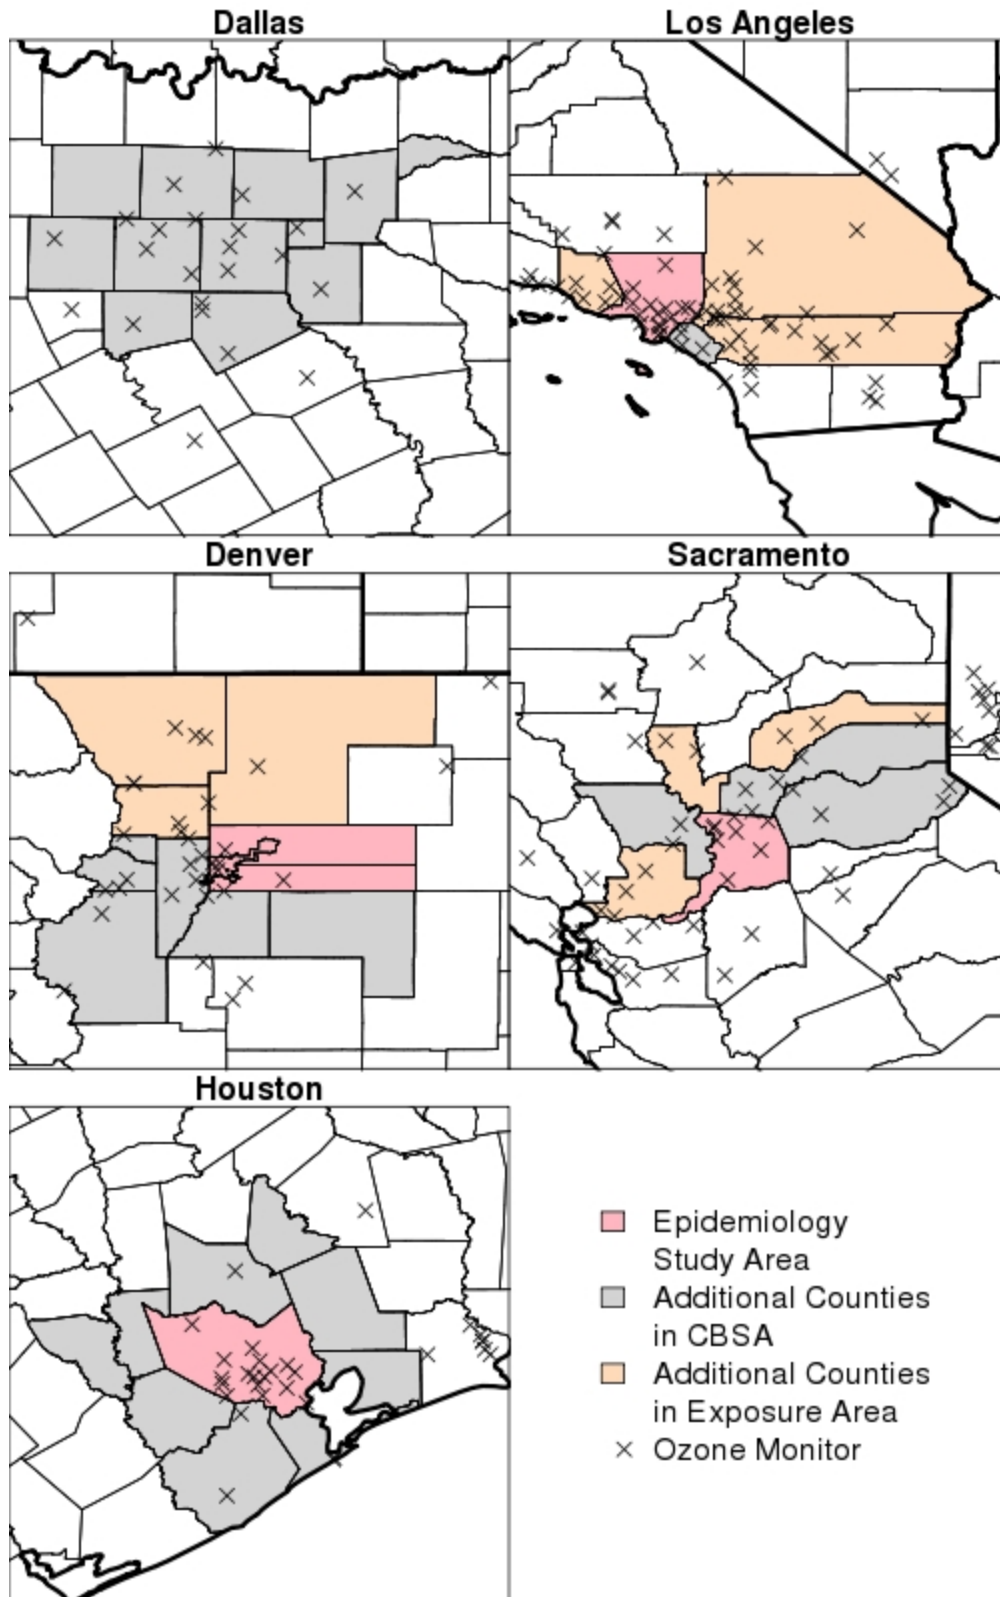 Dallas
Los Angeles
Denver
Sacramento
Houston
Epidemiology
Study Area
Additional Counties
in CBSA
Additional Counties
in Exposure Area
Ozone Monitor